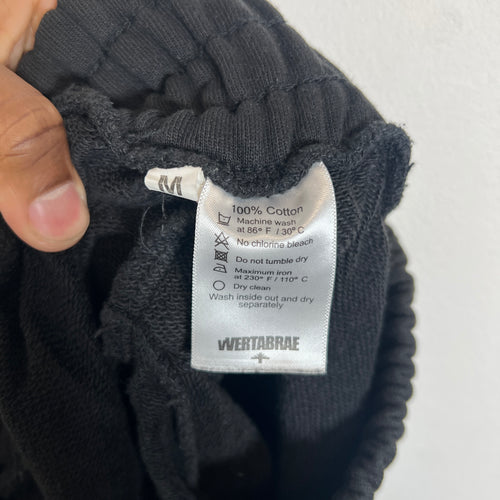 M
100% Cotton
Machine wash
at 86° F / 30° C
No chlorine bleach
Do not tumble dry
Maximum iron
at 230° F / 110° C
Dry clean
Wash inside out and dry
separately
VVERTABRAE